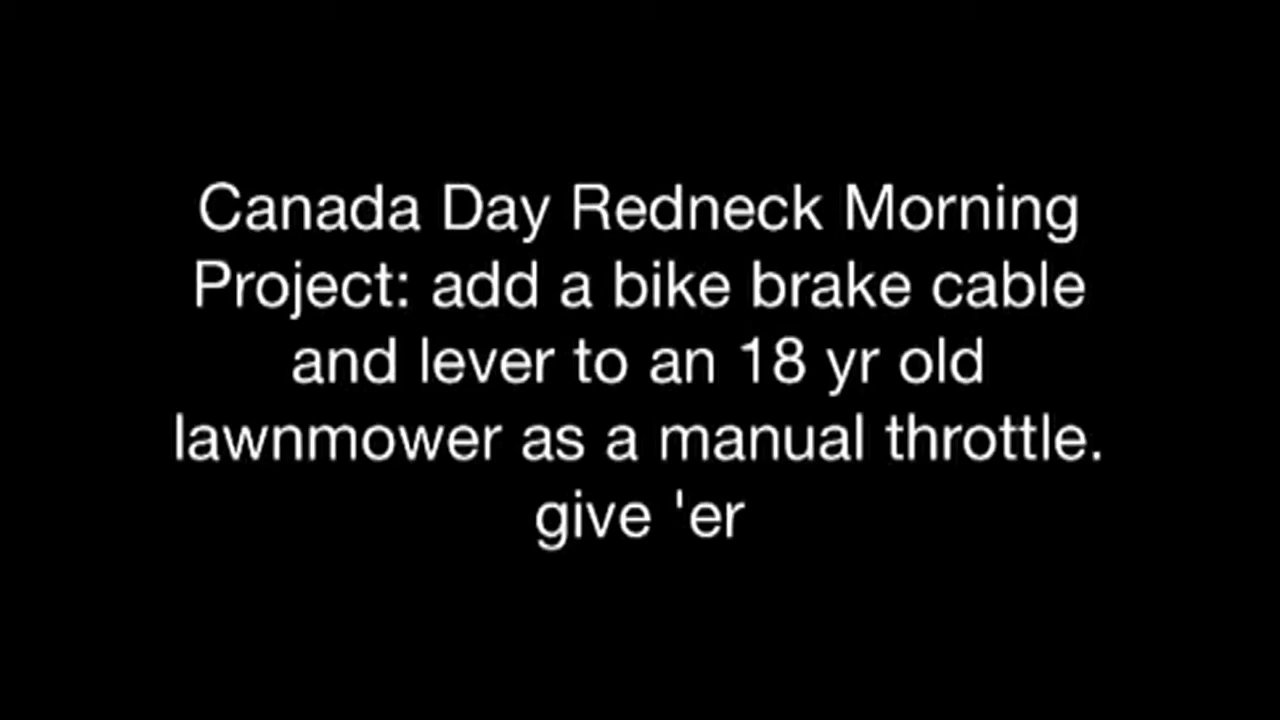 Canada Day Redneck Morning
Project: add a bike brake cable
and lever to an 18 yr old
lawnmower as a manual throttle.
give 'er